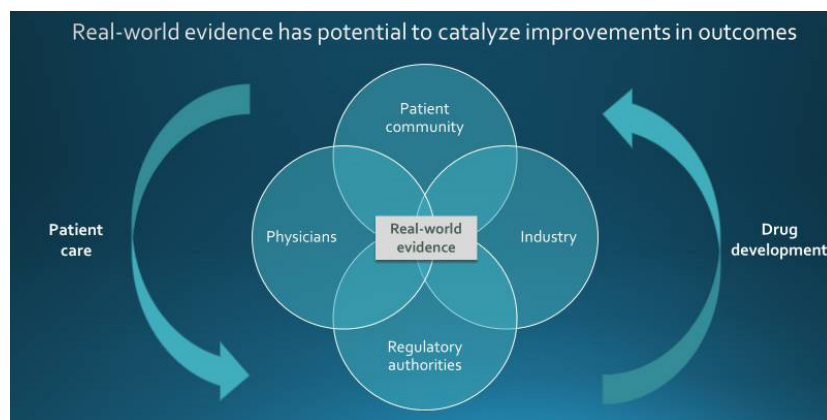 Real-world evidence has potential to catalyze improvements in outcomes
Patient
community
Physicians
Real-world
evidence
Industry
Patient
care
Drug
development
Regulatory
authorities